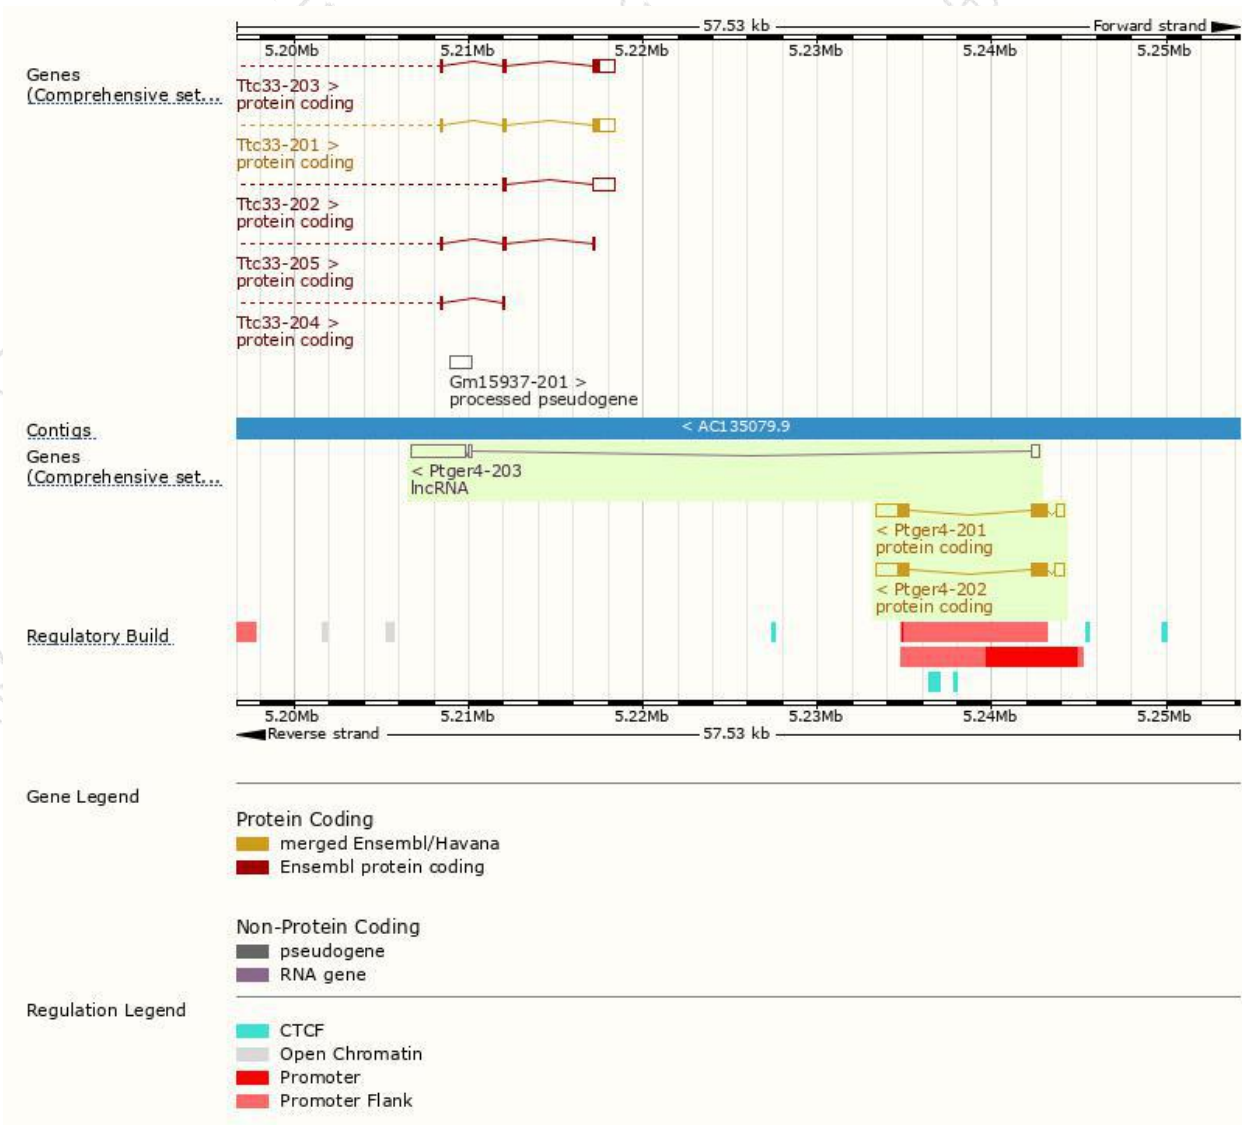 57.53 kb
Forward strand
5.20Mb 5.21Mb 5.22Mb 5.23Mb 5.24Mb 5.25Mb
Genes
(Comprehensive set...
Ttc33-203 >
protein coding
Ttc33-201 >
protein coding
Ttc33-202 >
protein coding
Ttc33-205 >
protein coding
Ttc33-204 >
protein coding
Gm15937-201 >
processed pseudogene
Contigs
< AC135079.9
Genes
(Comprehensive set...
< Ptger4-203
lncRNA
< Ptger4-201
protein coding
< Ptger4-202
protein coding
Regulatory Build
5.20Mb 5.21Mb 5.22Mb 5.23Mb 5.24Mb 5.25Mb
Reverse strand
57.53 kb
Gene Legend
Protein Coding
merged Ensembl/Havana
Ensembl protein coding
Non-Protein Coding
pseudogene
RNA gene
Regulation Legend
CTCF
Open Chromatin
Promoter
Promoter Flank